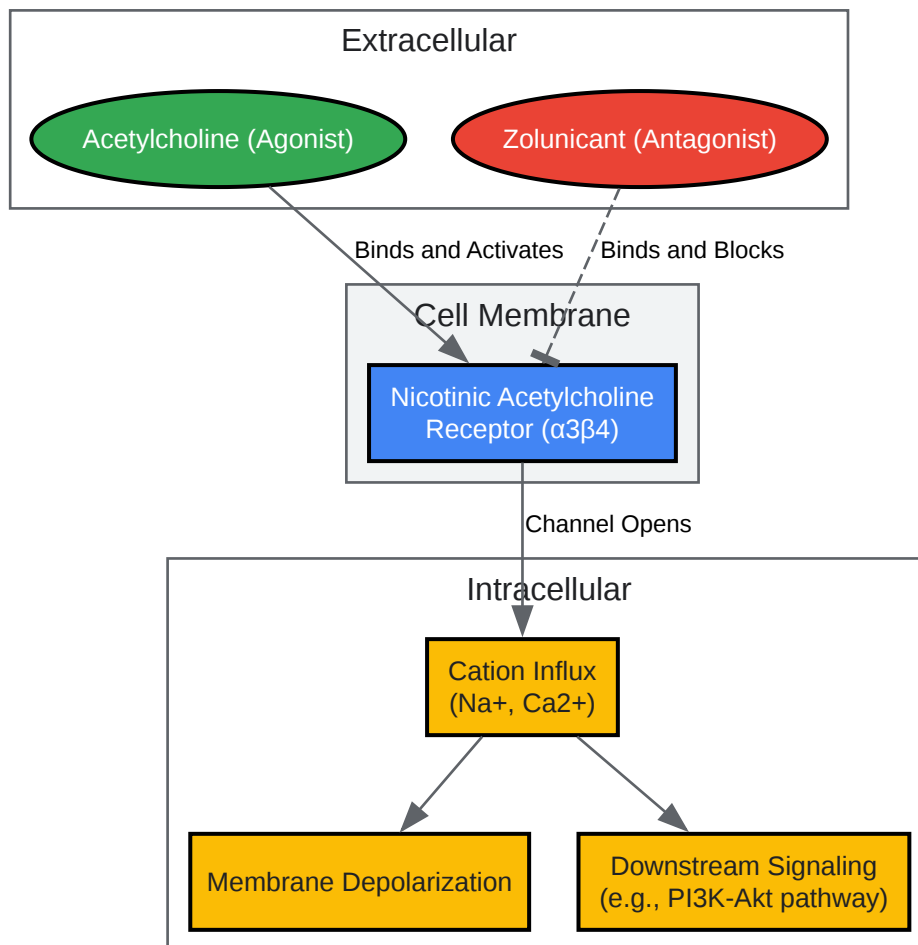 Extracellular
Acetylcholine (Agonist)
Zolunicant (Antagonist)
Binds and Activates
Binds and Blocks
Cell Membrane
Nicotinic Acetylcholine
Receptor (α3β4)
Channel Opens
Intracellular
Cation Influx
(Na+, Ca2+)
Membrane Depolarization
Downstream Signaling
(e.g., PI3K-Akt pathway)